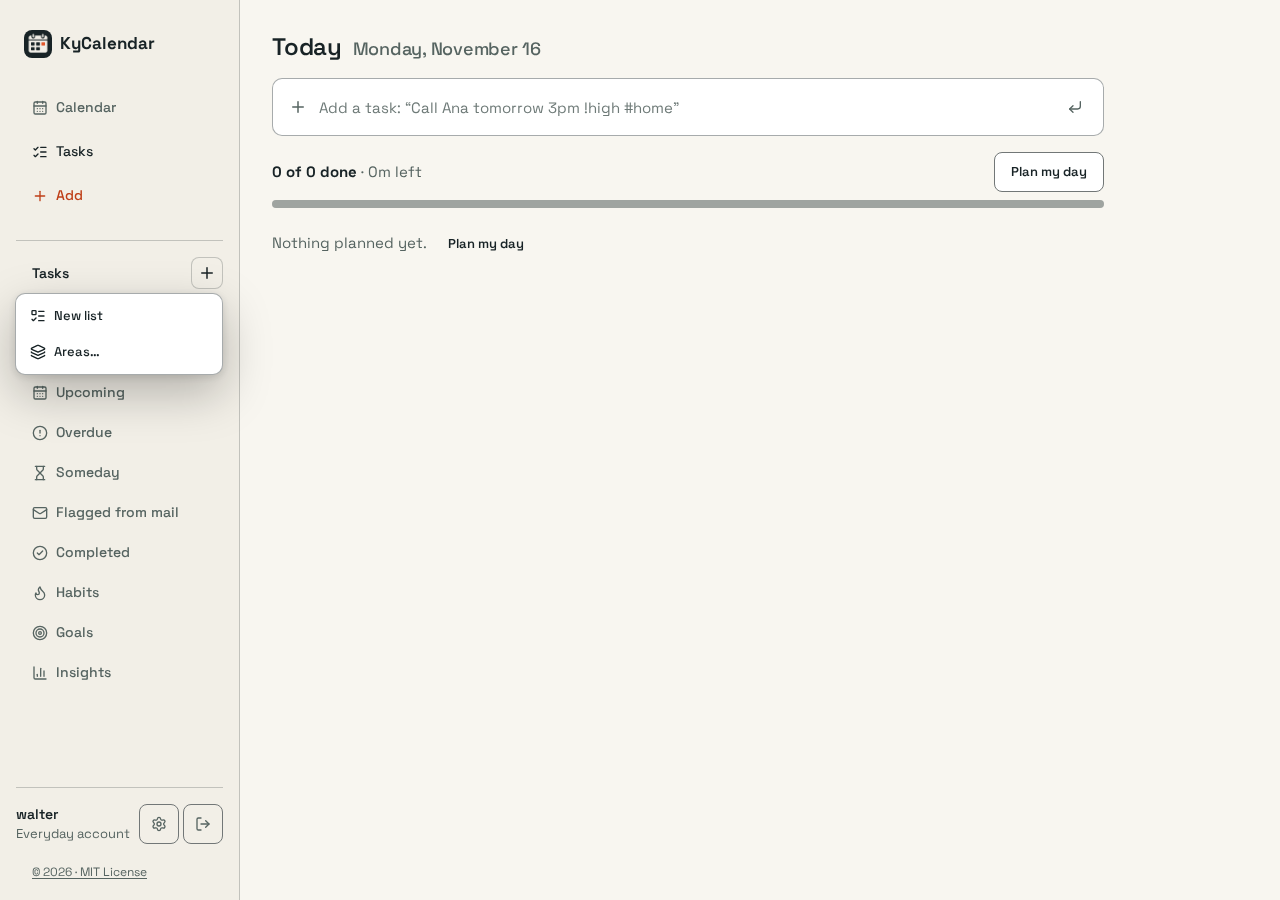 KyCalendar
Calendar
Tasks
Add
Tasks
New list
Areas...
Upcoming
Overdue
Someday
Flagged from mail
Completed
Habits
Goals
Insights
walter
Everyday account
© 2026 · MIT License
Today Monday, November 16
Add a task: “Call Ana tomorrow 3pm !high #home”
0 of 0 done · 0m left
Plan my day
Nothing planned yet. Plan my day